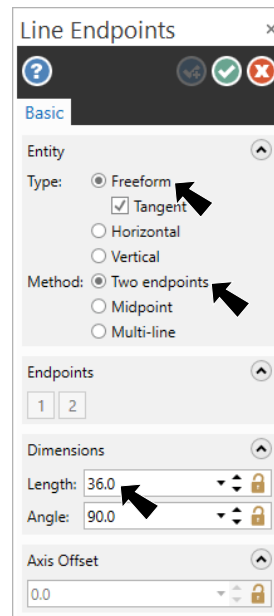 Line Endpoints
Basic
Entity
Type: Freeform
Tangent
Horizontal
Vertical
Method: Two endpoints
Midpoint
Multi-line
Endpoints
1 2
Dimensions
Length: 36.0
Angle: 90.0
Axis Offset
0.0